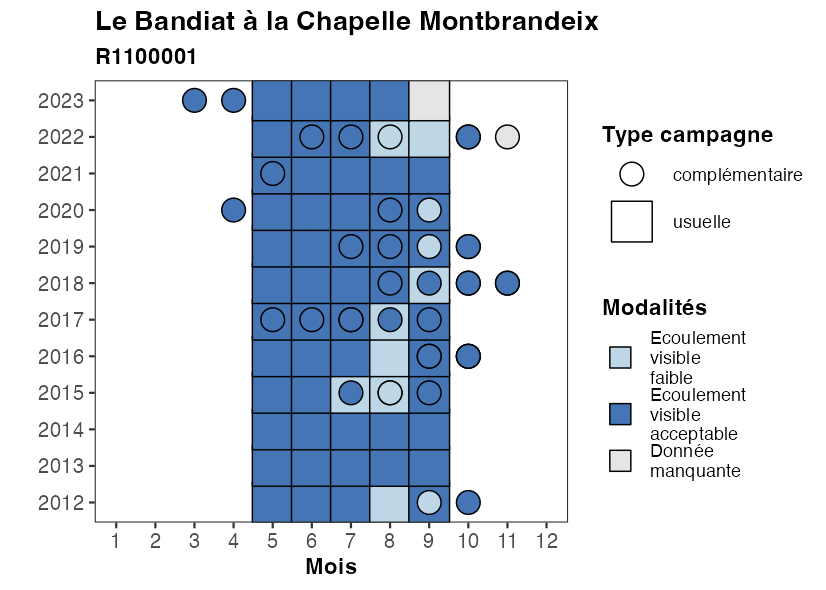 Le Bandiat à la Chapelle Montbrandeix
R1100001
2023
2022
2021
2020
2019
2018
2017
2016
2015
2014
2013
2012
1 2 3 4 5 6 7 8 9 10 11 12
Mois
Type campagne
complémentaire
usuelle
Modalités
Ecoulement
visible
faible
Ecoulement
visible
acceptable
Donnée
manquante